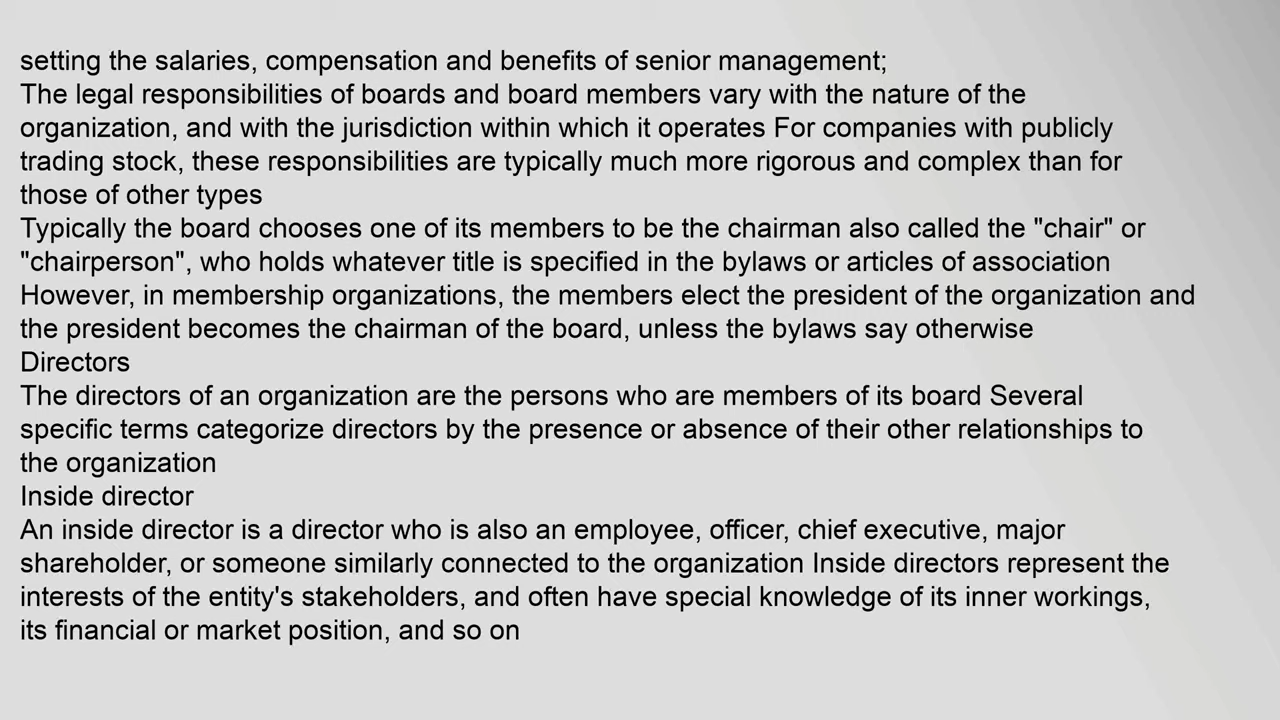 setting the salaries, compensation and benefits of senior management;
The legal responsibilities of boards and board members vary with the nature of the
organization, and with the jurisdiction within which it operates For companies with publicly
trading stock, these responsibilities are typically much more rigorous and complex than for
those of other types
Typically the board chooses one of its members to be the chairman also called the "chair" or
"chairperson", who holds whatever title is specified in the bylaws or articles of association
However, in membership organizations, the members elect the president of the organization and
the president becomes the chairman of the board, unless the bylaws say otherwise
Directors
The directors of an organization are the persons who are members of its board Several
specific terms categorize directors by the presence or absence of their other relationships to
the organization
Inside director
An inside director is a director who is also an employee, officer, chief executive, major
shareholder, or someone similarly connected to the organization Inside directors represent the
interests of the entity's stakeholders, and often have special knowledge of its inner workings,
its financial or market position, and so on